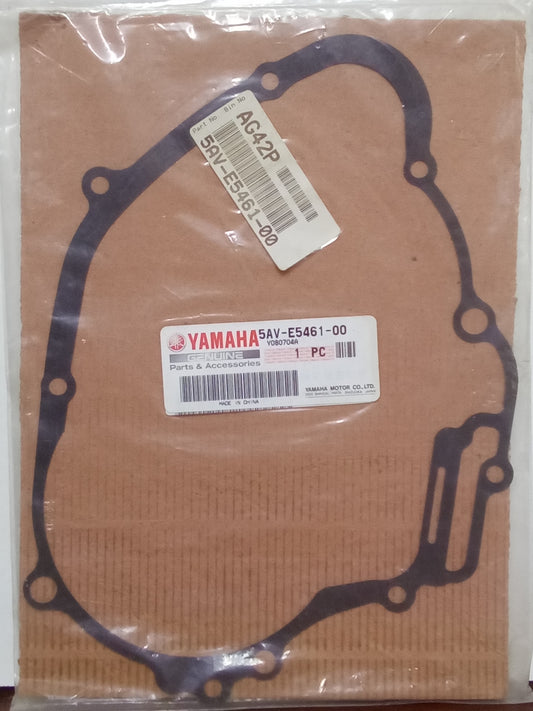 Part No. Bin No
AG42P
5AV-E5461-00
YAMAHA
5AV-E5461-00
GENUINE
YOB0704A
Parts & Accessories
1 PC
YAMAHA MOTOR CO.,LTD.
MADE IN CHINA